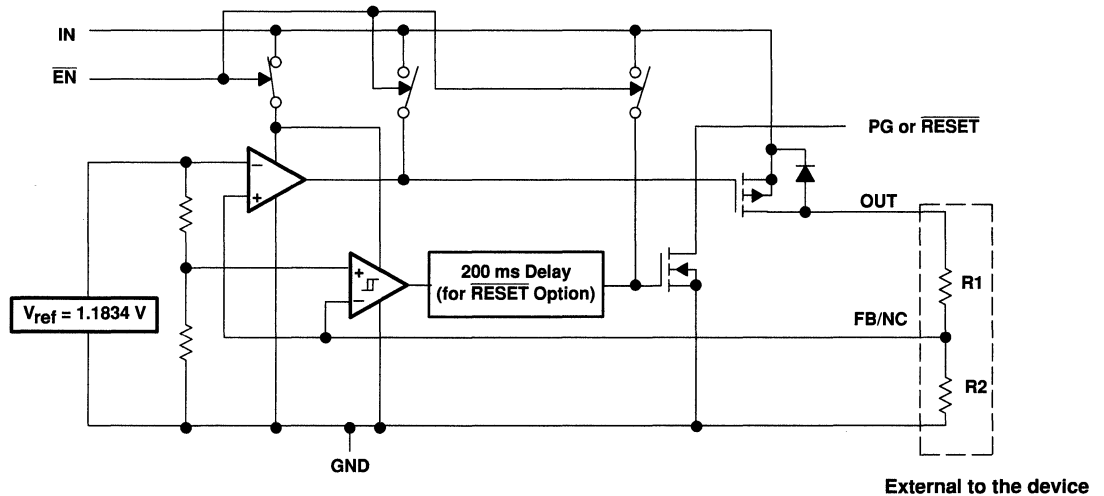 IN
EN
PG or RESET
OUT
200 ms Delay
(for RESET Option)
R1
Vref = 1.1834 V
FB/NC
R2
GND
External to the device